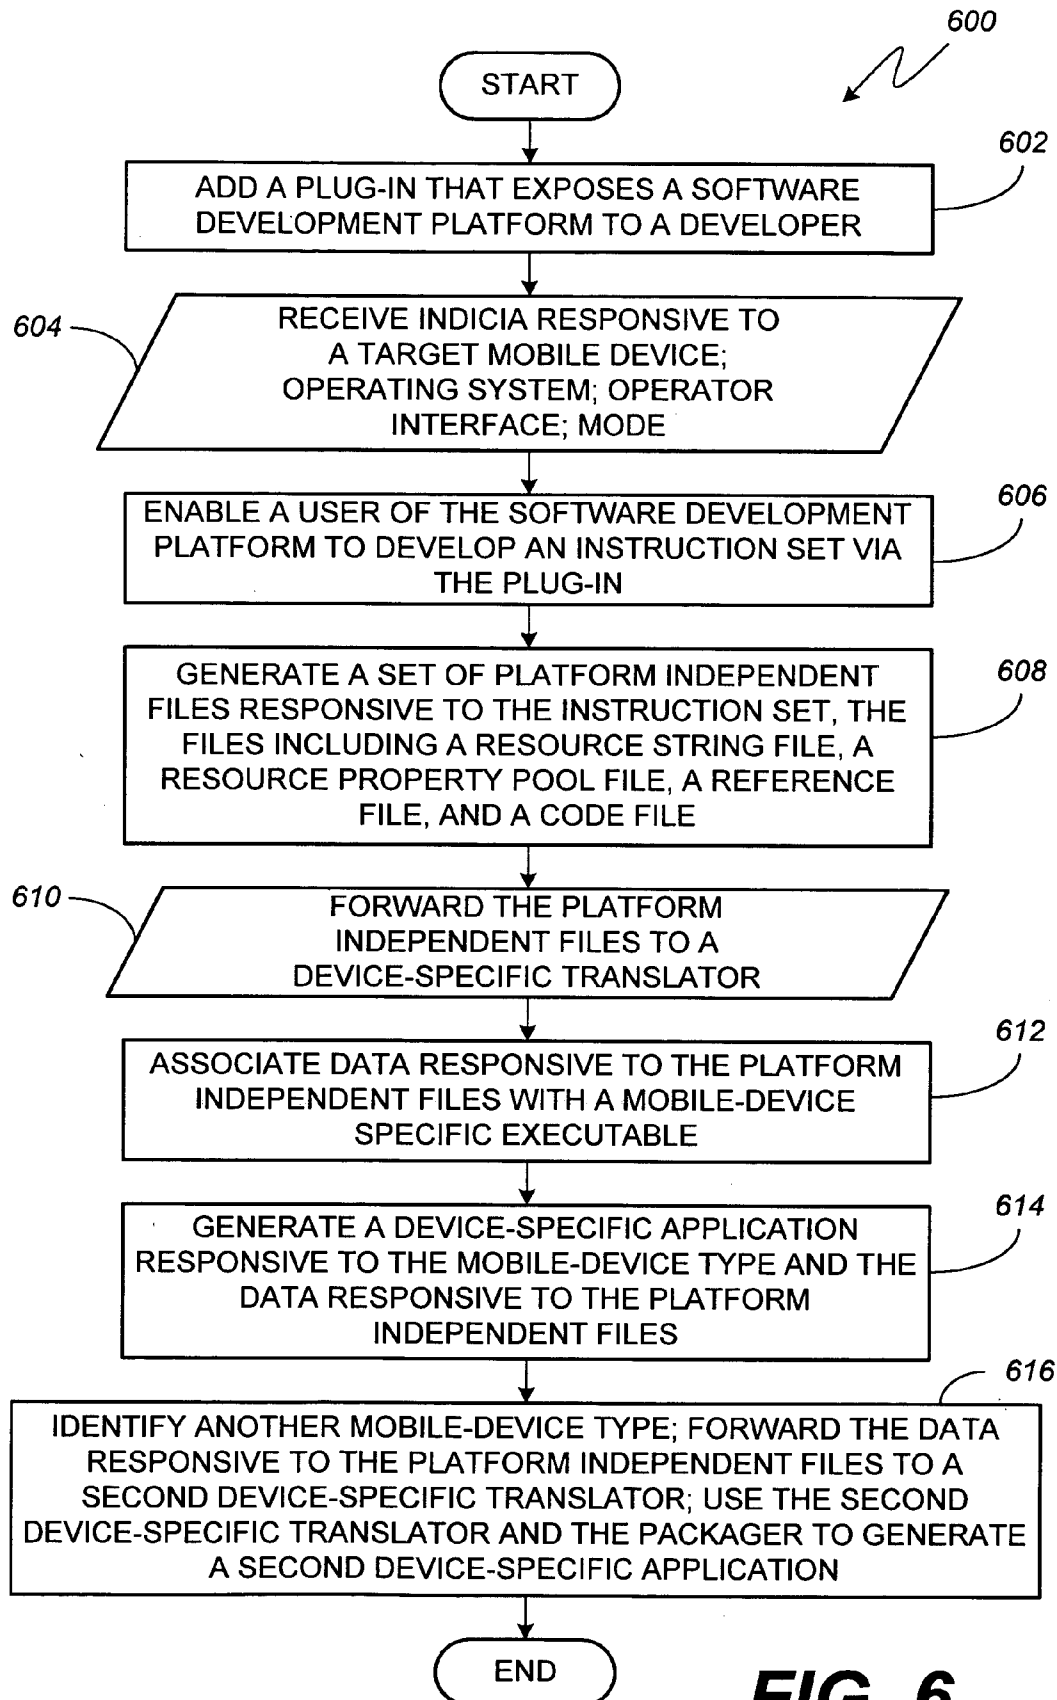 600
START
602
ADD A PLUG-IN THAT EXPOSES A SOFTWARE
DEVELOPMENT PLATFORM TO A DEVELOPER
604
RECEIVE INDICIA RESPONSIVE TO
A TARGET MOBILE DEVICE;
OPERATING SYSTEM; OPERATOR
INTERFACE; MODE
606
ENABLE A USER OF THE SOFTWARE DEVELOPMENT
PLATFORM TO DEVELOP AN INSTRUCTION SET VIA
THE PLUG-IN
608
GENERATE A SET OF PLATFORM INDEPENDENT
FILES RESPONSIVE TO THE INSTRUCTION SET, THE
FILES INCLUDING A RESOURCE STRING FILE, A
RESOURCE PROPERTY POOL FILE, A REFERENCE
FILE, AND A CODE FILE
610
FORWARD THE PLATFORM
INDEPENDENT FILES TO A
DEVICE-SPECIFIC TRANSLATOR
612
ASSOCIATE DATA RESPONSIVE TO THE PLATFORM
INDEPENDENT FILES WITH A MOBILE-DEVICE
SPECIFIC EXECUTABLE
614
GENERATE A DEVICE-SPECIFIC APPLICATION
RESPONSIVE TO THE MOBILE-DEVICE TYPE AND THE
DATA RESPONSIVE TO THE PLATFORM
INDEPENDENT FILES
616
IDENTIFY ANOTHER MOBILE-DEVICE TYPE; FORWARD THE DATA
RESPONSIVE TO THE PLATFORM INDEPENDENT FILES TO A
SECOND DEVICE-SPECIFIC TRANSLATOR; USE THE SECOND
DEVICE-SPECIFIC TRANSLATOR AND THE PACKAGER TO GENERATE
A SECOND DEVICE-SPECIFIC APPLICATION
END
FIG. 6